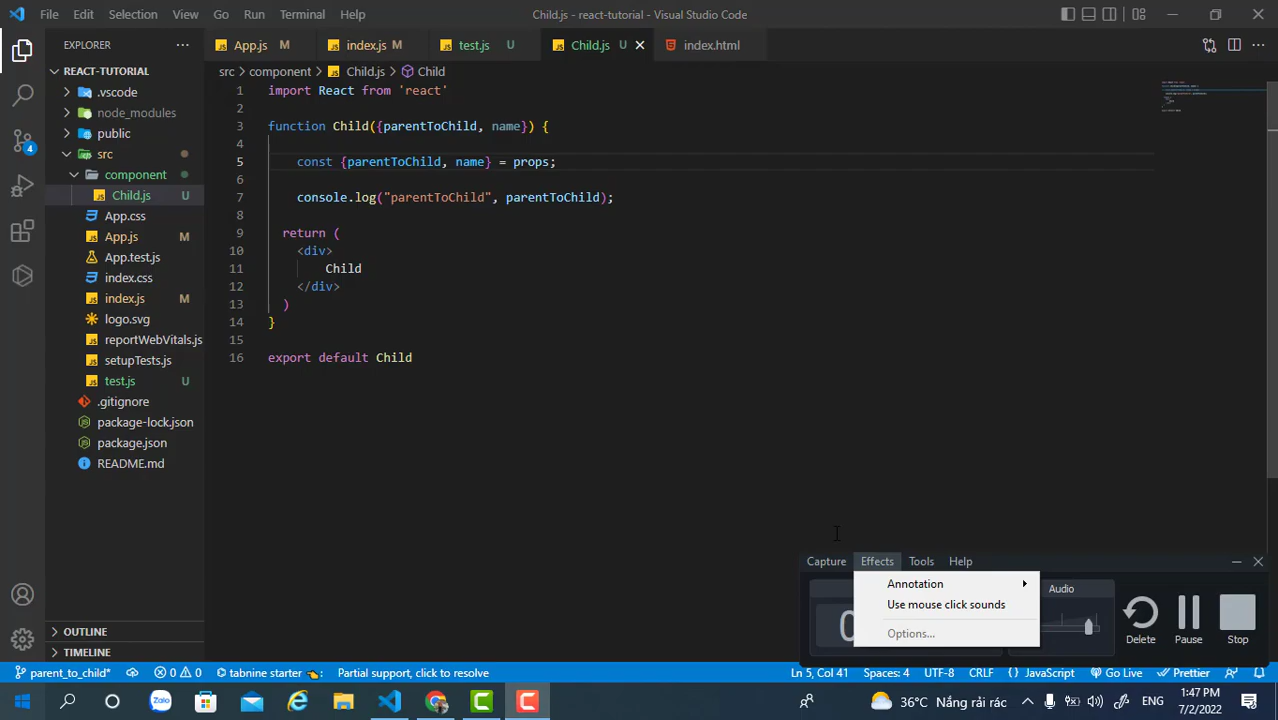 File Edit Selection View Go Run Terminal Help
Child.js - react-tutorial - Visual Studio Code
EXPLORER
App.js M
index.js M
test.js U
Child.js U
index.html
REACT-TUTORIAL
.vscode
node_modules
public
src
component
Child.js U
App.css
App.js M
App.test.js
index.css
index.js M
logo.svg
reportWebVitals.js
setupTests.js
test.js U
.gitignore
package-lock.json
package.json
README.md
OUTLINE
TIMELINE
src > component > Child.js > Child
1 import React from 'react'
2
3 function Child({parentToChild, name}) {
4
5 const {parentToChild, name} = props;
6
7 console.log("parentToChild", parentToChild);
8
9 return (
10 <div>
11 Child
12 </div>
13 )
14 }
15
16 export default Child
4
Capture Effects Tools Help
Annotation
Use mouse click sounds
Options...
0
Audio
Delete
Pause
Stop
parent_to_child* 0 0 tabnine starter Partial support, click to resolve
Ln 5, Col 41 Spaces: 4 UTF-8 CRLF {} JavaScript Go Live Prettier
Zalo
36°C Nắng rải rác
ENG
1:47 PM
7/2/2022